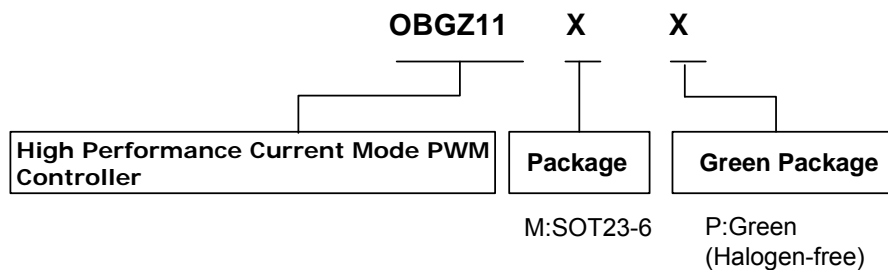 OBGZ11 X X
High Performance Current Mode PWM
Controller
Package
Green Package
M:SOT23-6
P:Green
(Halogen-free)